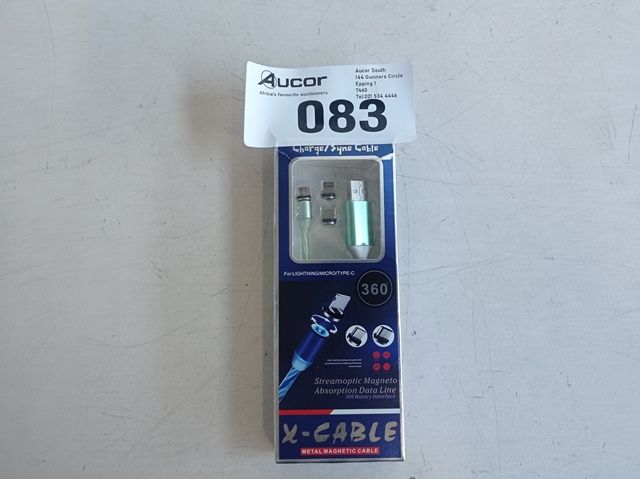 Aucor
Africa's favourite auctioneers
Aucor South
144 Gunners Circle
Epping 1
7460
Tel:021 534 4446
083
Charge/Sync Cable
For LIGHTNING/MICRO/TYPE-C
360
Streamoptic Magneto
Absorption Data Line
360 Rotary Interface
X-CABLE
METAL MAGNETIC CABLE